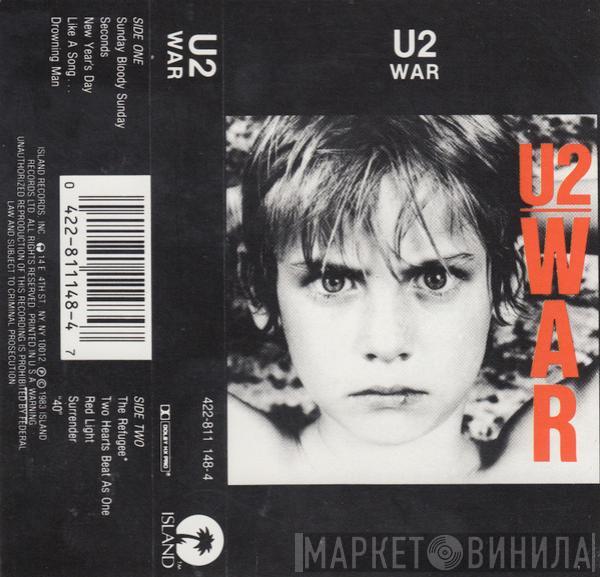 U2
WAR
U2
WAR
U2
WAR
422-811 148-4
DOLBY HX PRO
ISLAND™
SIDE ONE
Sunday Bloody Sunday
Seconds
New Year's Day
Like A Song . . .
Drowning Man
0 422-811148-4 7
SIDE TWO
The Refugee*
Two Hearts Beat As One
Red Light
Surrender
"40"
ISLAND RECORDS, INC. 14 E. 4TH ST., NY, NY 10012 ℗ © 1983 ISLAND
RECORDS LTD. ALL RIGHTS RESERVED. PRINTED IN U.S.A. WARNING:
UNAUTHORIZED REPRODUCTION OF THIS RECORDING IS PROHIBITED BY FEDERAL
LAW AND SUBJECT TO CRIMINAL PROSECUTION.
МАРКЕТ ВИНИЛА